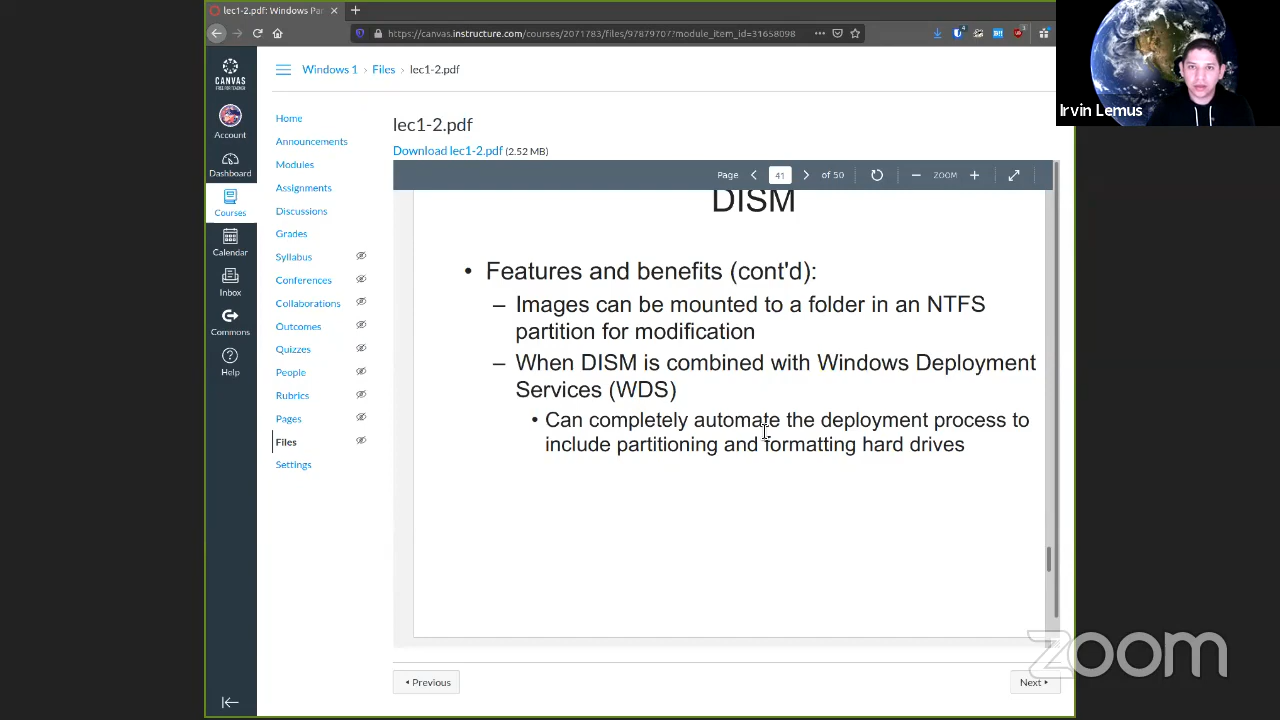 lec1-2.pdf: Windows Par
https://canvas.instructure.com/courses/2071783/files/97879707?module_item_id=31658098
Irvin Lemus
CANVAS
FREE FOR TEACHER
Account
Dashboard
Courses
Calendar
Inbox
Commons
Help
Windows 1 › Files › lec1-2.pdf
Home
Announcements
Modules
Assignments
Discussions
Grades
Syllabus
Conferences
Collaborations
Outcomes
Quizzes
People
Rubrics
Pages
Files
Settings
lec1-2.pdf
Download lec1-2.pdf (2.52 MB)
Page 41 of 50 ZOOM
DISM
• Features and benefits (cont'd):
– Images can be mounted to a folder in an NTFS
partition for modification
– When DISM is combined with Windows Deployment
Services (WDS)
• Can completely automate the deployment process to
include partitioning and formatting hard drives
Previous
Next
zoom